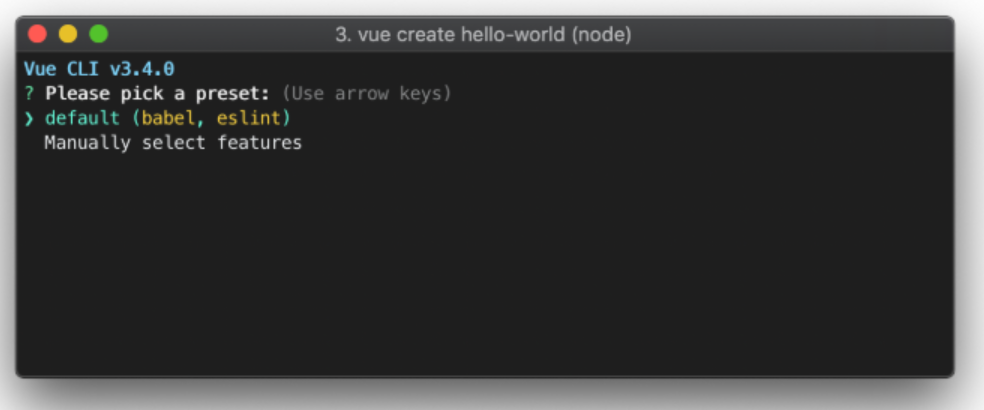 3. vue create hello-world (node)
Vue CLI v3.4.0
? Please pick a preset: (Use arrow keys)
❯ default (babel, eslint)
Manually select features